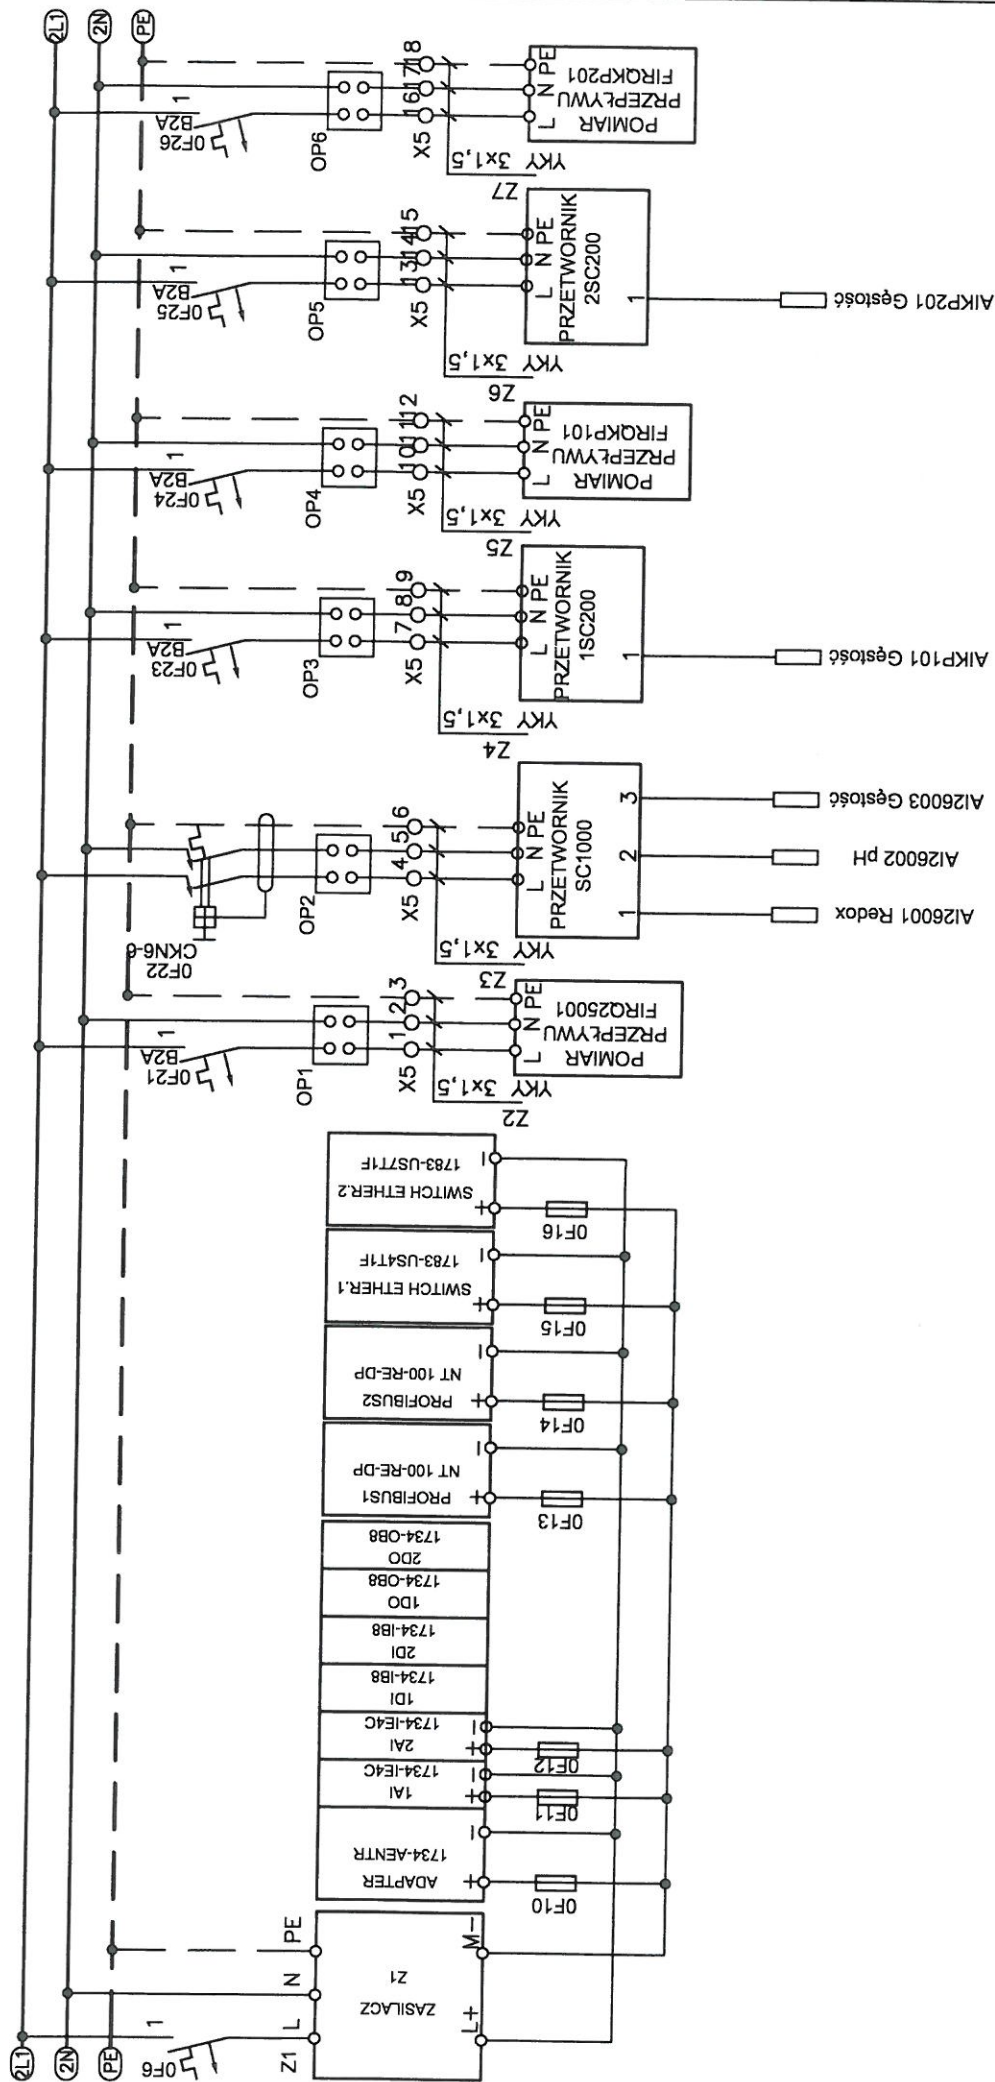 2L1
2N
PE
0F6
1
Z1
L
N
PE
ZASILACZ
Z1
L+
M-
ADAPTER
1734-AENTR
+
-
0F10
1AI
1734-IE4C
+
-
0F11
2AI
1734-IE4C
+
-
0F12
1DI
1734-IB8
2DI
1734-IB8
1DO
1734-OB8
2DO
1734-OB8
PROFIBUS1
NT 100-RE-DP
+
-
0F13
PROFIBUS2
NT 100-RE-DP
+
-
0F14
SWITCH ETHER.1
1783-US4T1F
+
-
0F15
SWITCH ETHER.2
1783-US7T1F
+
-
0F16
0F21
B2A
1
OP1
X5
1
2
3
Z2
YKY 3x1,5
L
N
PE
POMIAR
PRZEPŁYWU
FIRQ25001
0F22
CKN6-6
OP2
X5
4
5
6
Z3
YKY 3x1,5
L
N
PE
PRZETWORNIK
SC1000
1
2
3
AI26001 Redox
AI26002 pH
AI26003 Gęstość
0F23
B2A
1
OP3
X5
7
8
9
Z4
YKY 3x1,5
L
N
PE
PRZETWORNIK
1SC200
1
AIKP101 Gęstość
0F24
B2A
1
OP4
X5
10
11
12
Z5
YKY 3x1,5
L
N
PE
POMIAR
PRZEPŁYWU
FIRQKP101
0F25
B2A
1
OP5
X5
13
14
15
Z6
YKY 3x1,5
L
N
PE
PRZETWORNIK
2SC200
1
AIKP201 Gęstość
0F26
B2A
1
OP6
X5
16
17
18
Z7
YKY 3x1,5
L
N
PE
POMIAR
PRZEPŁYWU
FIRQKP201
2L1
2N
PE